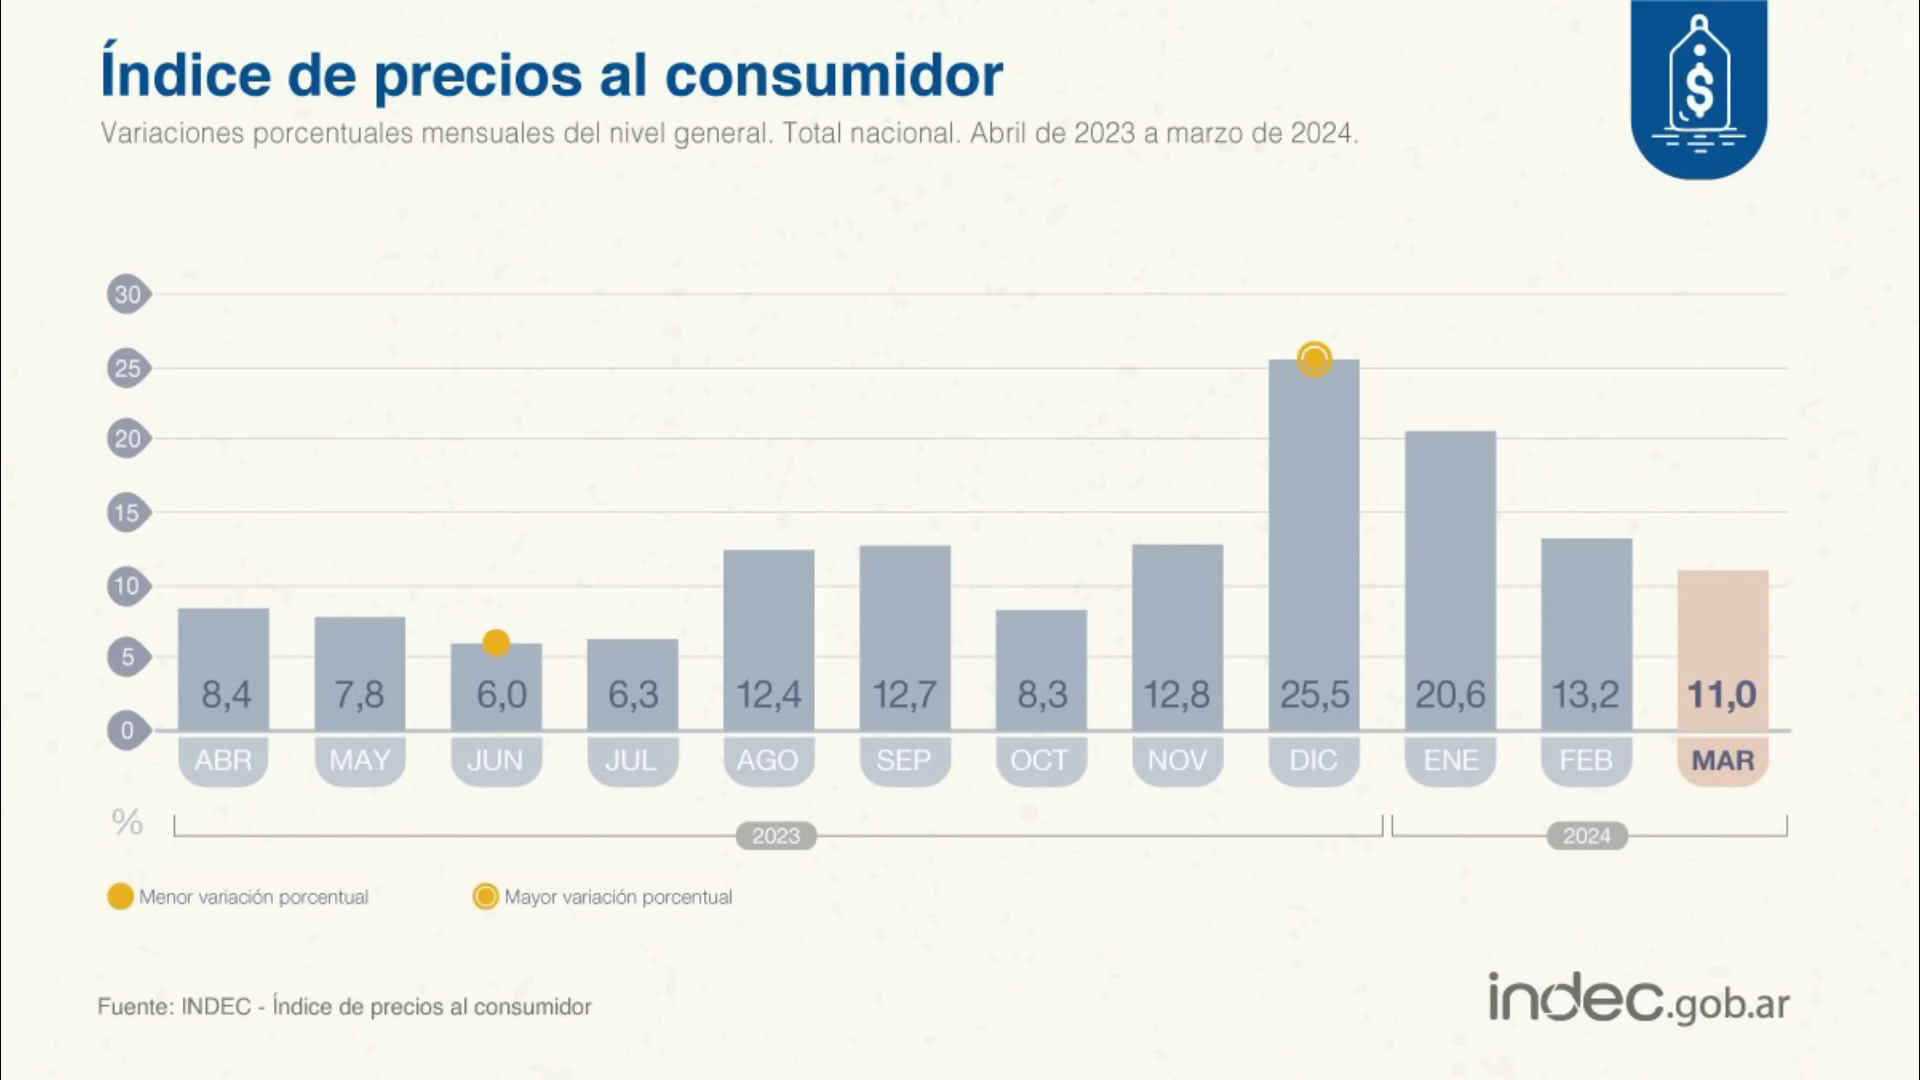 Índice de precios al consumidor
Variaciones porcentuales mensuales del nivel general. Total nacional. Abril de 2023 a marzo de 2024.
$
30
25
20
15
10
5
0
8,4 7,8 6,0 6,3 12,4 12,7 8,3 12,8 25,5 20,6 13,2 11,0
ABR MAY JUN JUL AGO SEP OCT NOV DIC ENE FEB MAR
%
2023 2024
Menor variación porcentual Mayor variación porcentual
Fuente: INDEC - Índice de precios al consumidor
indec.gob.ar